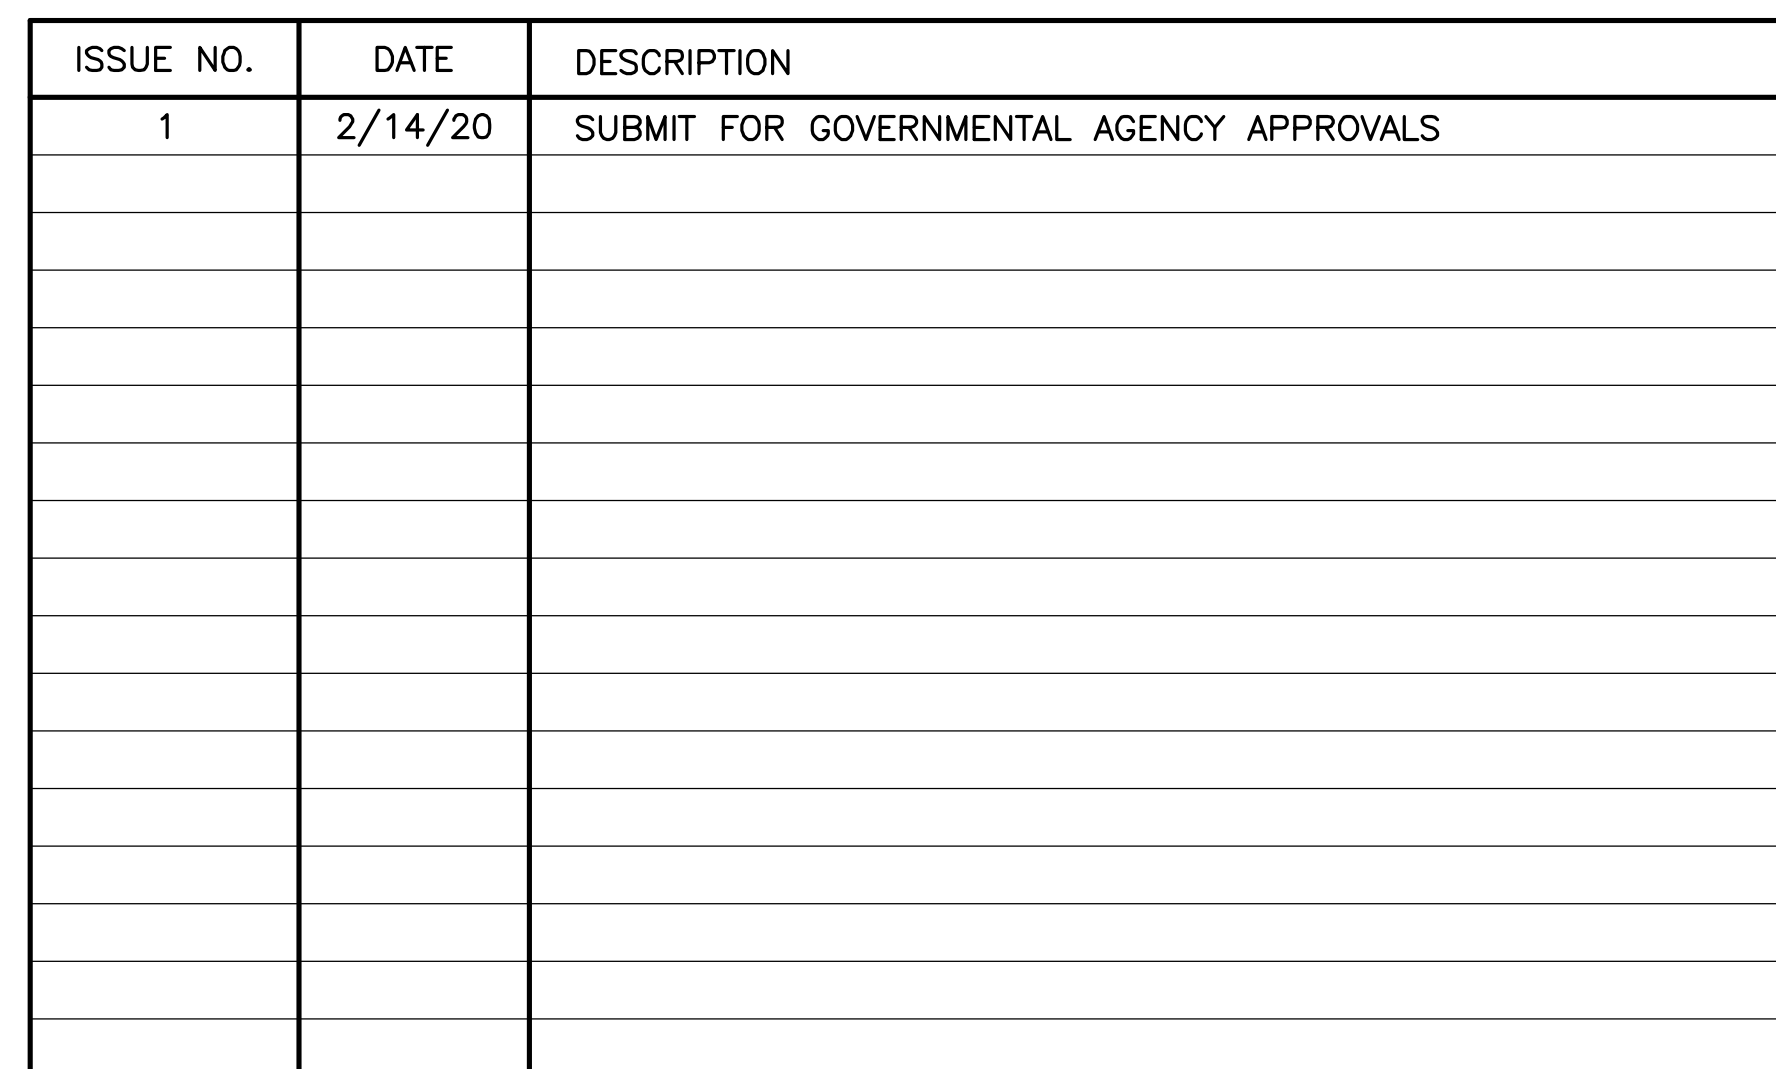 ISSUE NO. DATE DESCRIPTION
1 2/14/20 SUBMIT FOR GOVERNMENTAL AGENCY APPROVALS